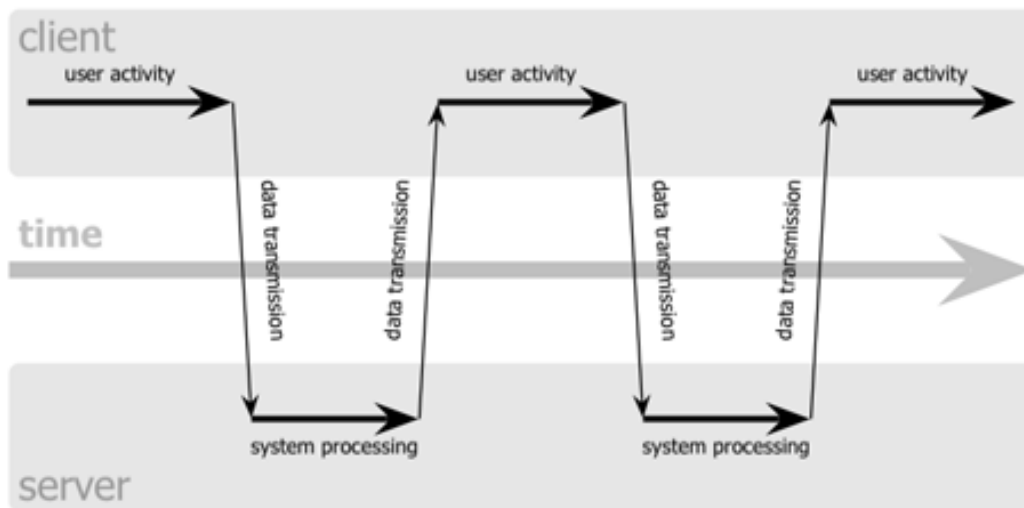 client
user activity
user activity
user activity
data transmission
data transmission
data transmission
data transmission
time
system processing
system processing
server